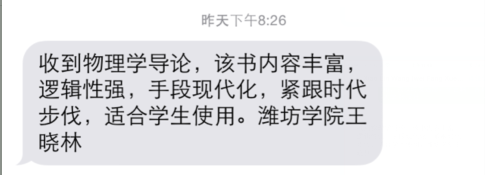 昨天下午8:26
收到物理学导论，该书内容丰富，
逻辑性强，手段现代化，紧跟时代
步伐，适合学生使用。潍坊学院王
晓林